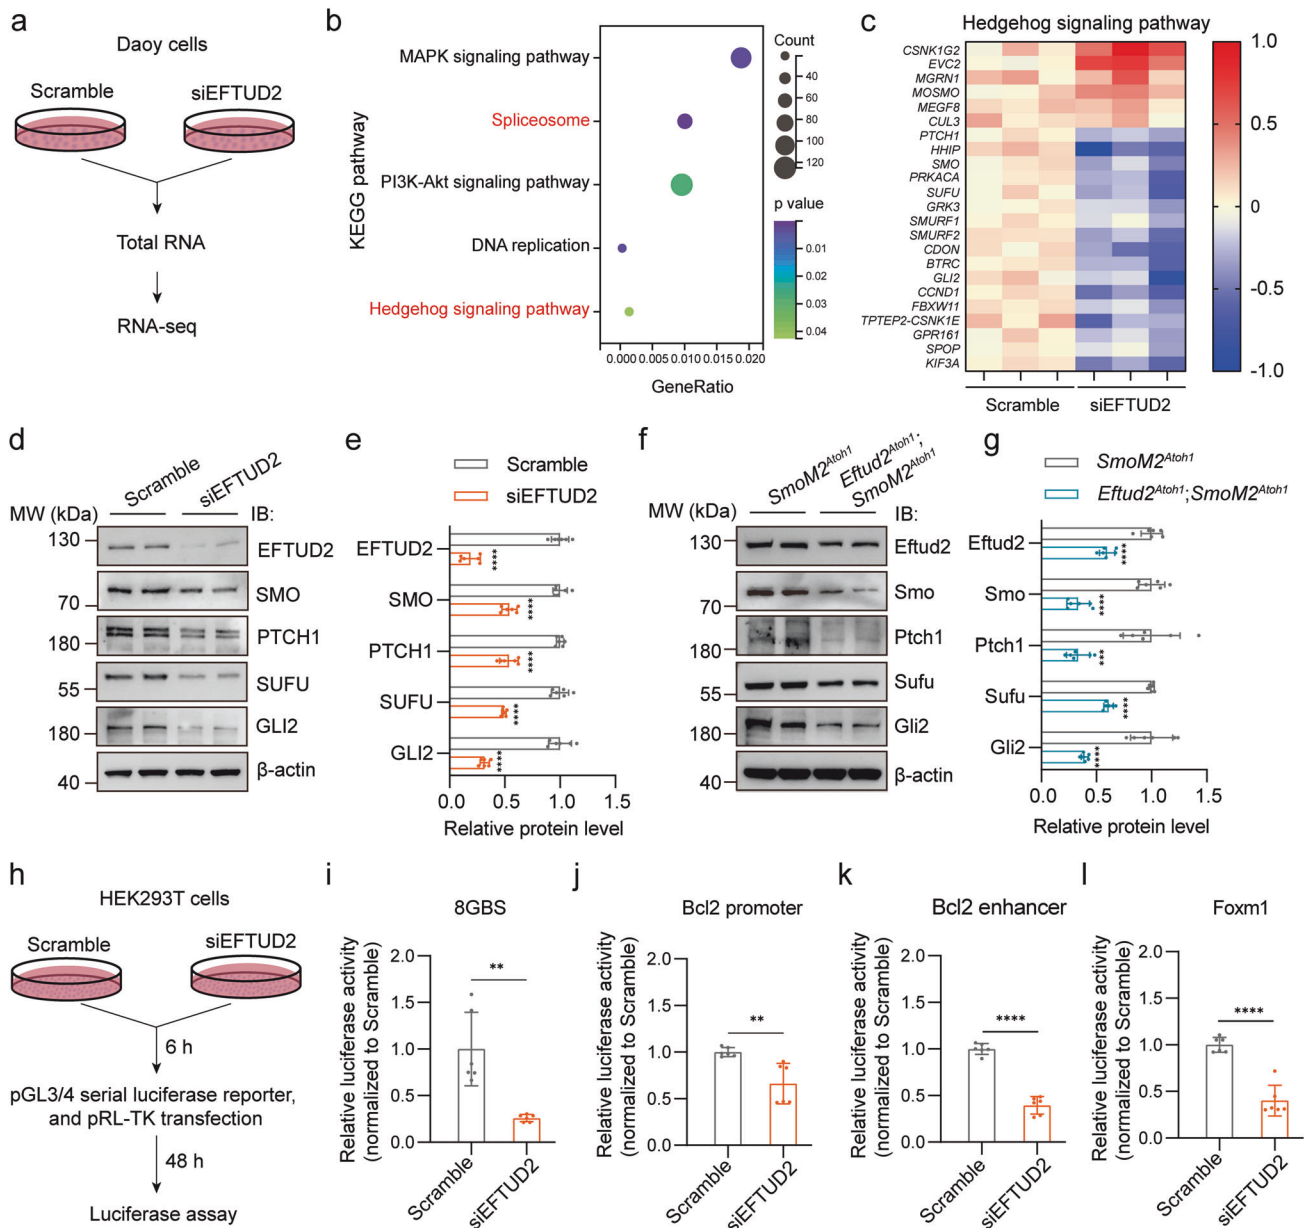 a
Daoy cells
Scramble
siEFTUD2
Total RNA
RNA-seq
b
KEGG pathway
MAPK signaling pathway
Spliceosome
PI3K-Akt signaling pathway
DNA replication
Hedgehog signaling pathway
0.000 0.005 0.010 0.015 0.020
GeneRatio
Count
40
60
80
100
120
p value
0.01
0.02
0.03
0.04
c
Hedgehog signaling pathway
CSNK1G2
EVC2
MGRN1
MOSMO
MEGF8
CUL3
PTCH1
HHIP
SMO
PRKACA
SUFU
GRK3
SMURF1
SMURF2
CDON
BTRC
GLI2
CCND1
FBXW11
TPTEP2-CSNK1E
GPR161
SPOP
KIF3A
Scramble
siEFTUD2
1.0
0.5
0
-0.5
-1.0
d
Scramble
siEFTUD2
MW (kDa)
IB:
130
EFTUD2
70
SMO
180
PTCH1
55
SUFU
180
GLI2
40
β-actin
e
Scramble
siEFTUD2
EFTUD2
****
SMO
****
PTCH1
****
SUFU
****
GLI2
****
0.0 0.5 1.0 1.5
Relative protein level
f
SmoM2Atoh1
Eftud2Atoh1;
SmoM2Atoh1
MW (kDa)
IB:
130
Eftud2
70
Smo
180
Ptch1
55
Sufu
180
Gli2
40
β-actin
g
SmoM2Atoh1
Eftud2Atoh1;SmoM2Atoh1
Eftud2
****
Smo
****
Ptch1
***
Sufu
****
Gli2
****
0.0 0.5 1.0 1.5
Relative protein level
h
HEK293T cells
Scramble
siEFTUD2
6 h
pGL3/4 serial luciferase reporter,
and pRL-TK transfection
48 h
Luciferase assay
i
8GBS
Relative luciferase activity
(normalized to Scramble)
2.0
1.5
1.0
0.5
0.0
**
Scramble
siEFTUD2
j
Bcl2 promoter
Relative luciferase activity
(normalized to Scramble)
2.0
1.5
1.0
0.5
0.0
**
Scramble
siEFTUD2
k
Bcl2 enhancer
Relative luciferase activity
(normalized to Scramble)
2.0
1.5
1.0
0.5
0.0
****
Scramble
siEFTUD2
l
Foxm1
Relative luciferase activity
(normalized to Scramble)
2.0
1.5
1.0
0.5
0.0
****
Scramble
siEFTUD2